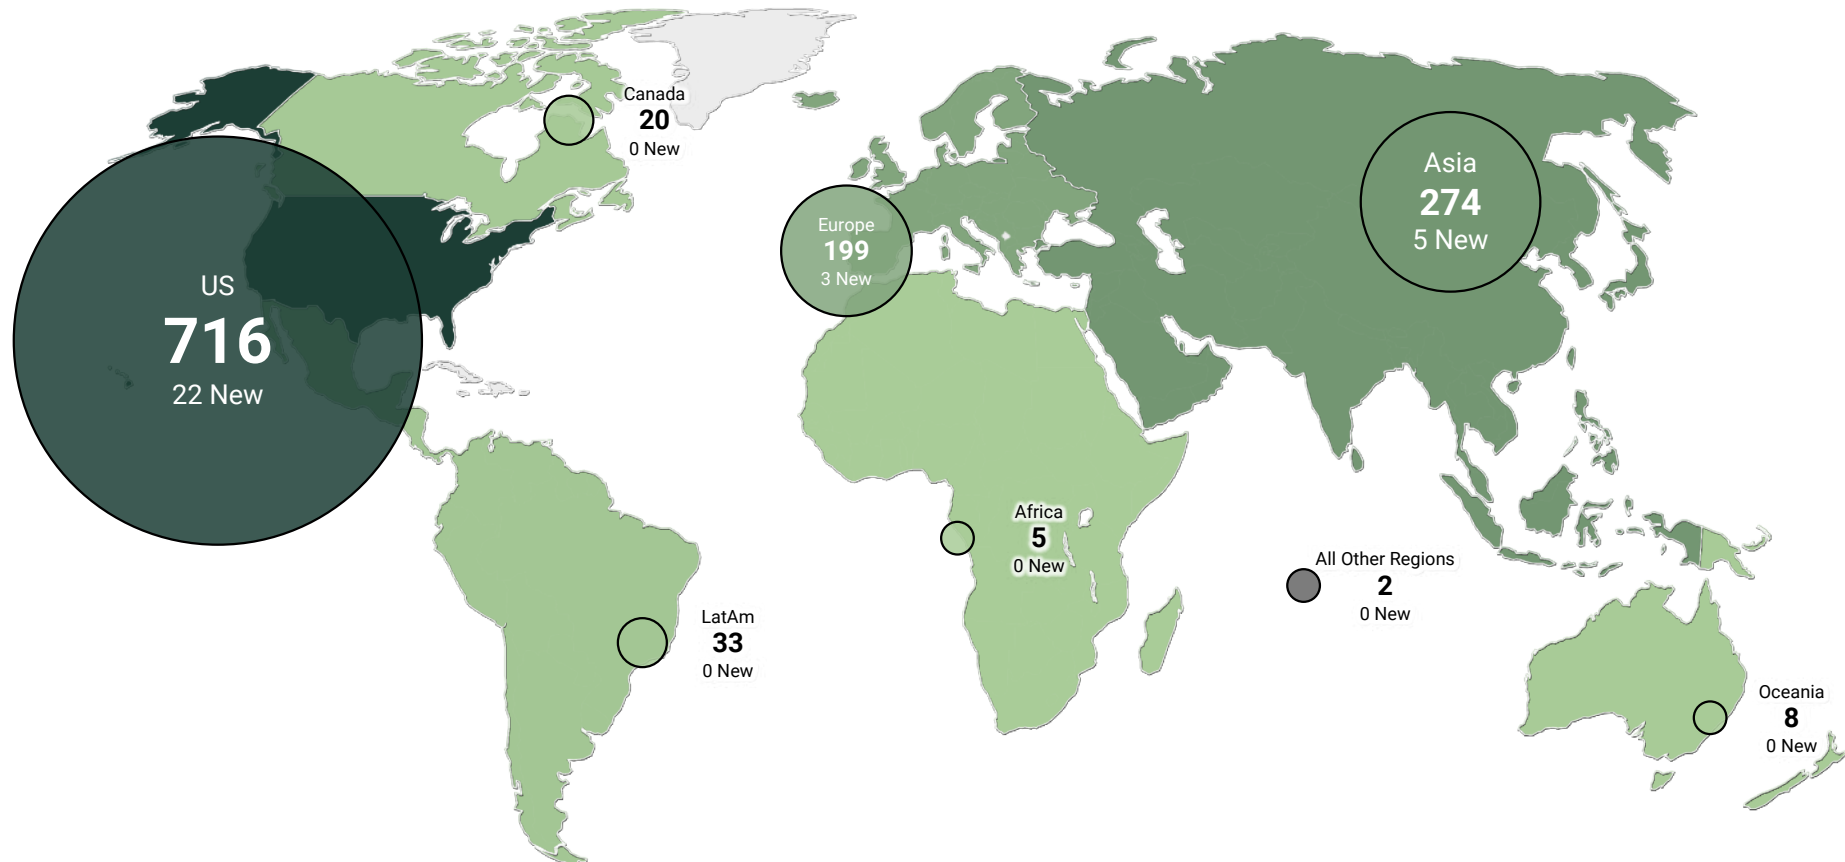 Canada
20
0 New
US
716
22 New
Europe
199
3 New
Asia
274
5 New
Africa
5
0 New
All Other Regions
2
0 New
LatAm
33
0 New
Oceania
8
0 New